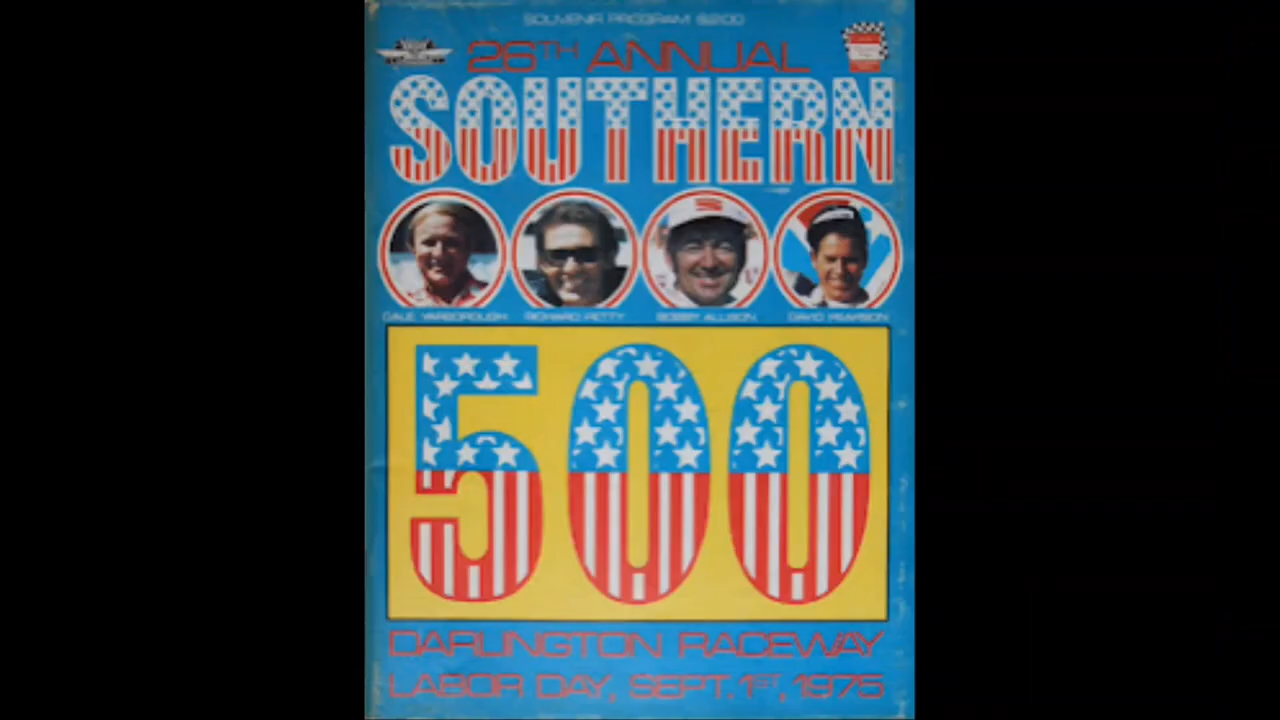 SOUVENIR PROGRAM $2.00
26TH ANNUAL
SOUTHERN
CALE YARBOROUGH RICHARD PETTY BOBBY ALLISON DAVID PEARSON
500
DARLINGTON RACEWAY
LABOR DAY, SEPT. 1ST, 1975